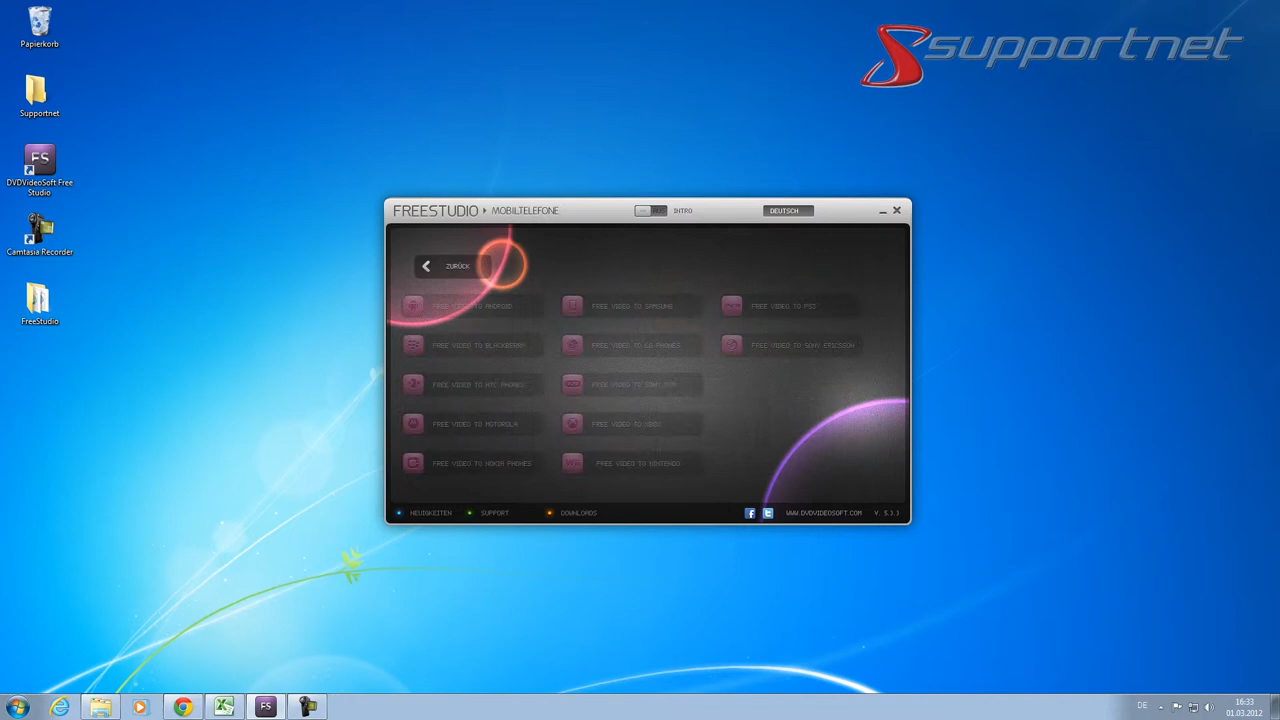 Papierkorb
Supportnet
FS
DVDVideoSoft Free
Studio
Camtasia Recorder
FreeStudio
supportnet
FREESTUDIO MOBILTELEFONE
INTRO
DEUTSCH
ZURÜCK
FREE VIDEO TO ANDROID
FREE VIDEO TO SAMSUNG
FREE VIDEO TO PS3
FREE VIDEO TO BLACKBERRY
FREE VIDEO TO LG PHONES
FREE VIDEO TO SONY ERICSSON
FREE VIDEO TO HTC PHONES
FREE VIDEO TO SONY PSP
FREE VIDEO TO MOTOROLA
FREE VIDEO TO XBOX
FREE VIDEO TO NOKIA PHONES
FREE VIDEO TO NINTENDO
NEUIGKEITEN
SUPPORT
DOWNLOADS
WWW.DVDVIDEOSOFT.COM
V. 5.3.3
FS
DE
16:33
01.03.2012